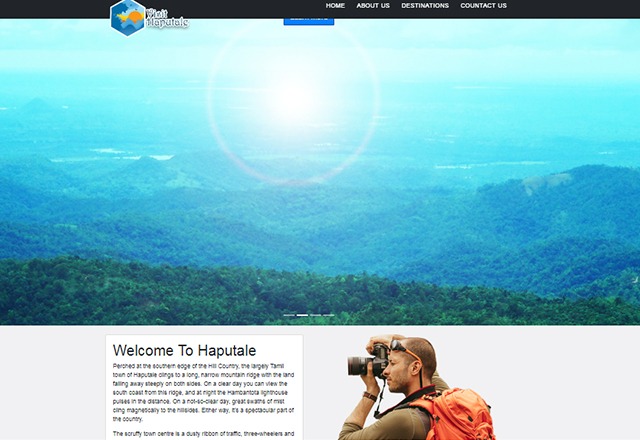 Visit
Haputale
HOME ABOUT US DESTINATIONS CONTACT US
Welcome To Haputale
Perched at the southern edge of the Hill Country, the largely Tamil
town of Haputale clings to a long, narrow mountain ridge with the land
falling away steeply on both sides. On a clear day you can view the
south coast from this ridge, and at night the Hambantota lighthouse
pulses in the distance. On a not-so-clear day, great swaths of mist
cling magnetically to the hillsides. Either way, it's a spectacular part of
the country.
The scruffy town centre is a dusty ribbon of traffic, three-wheelers and